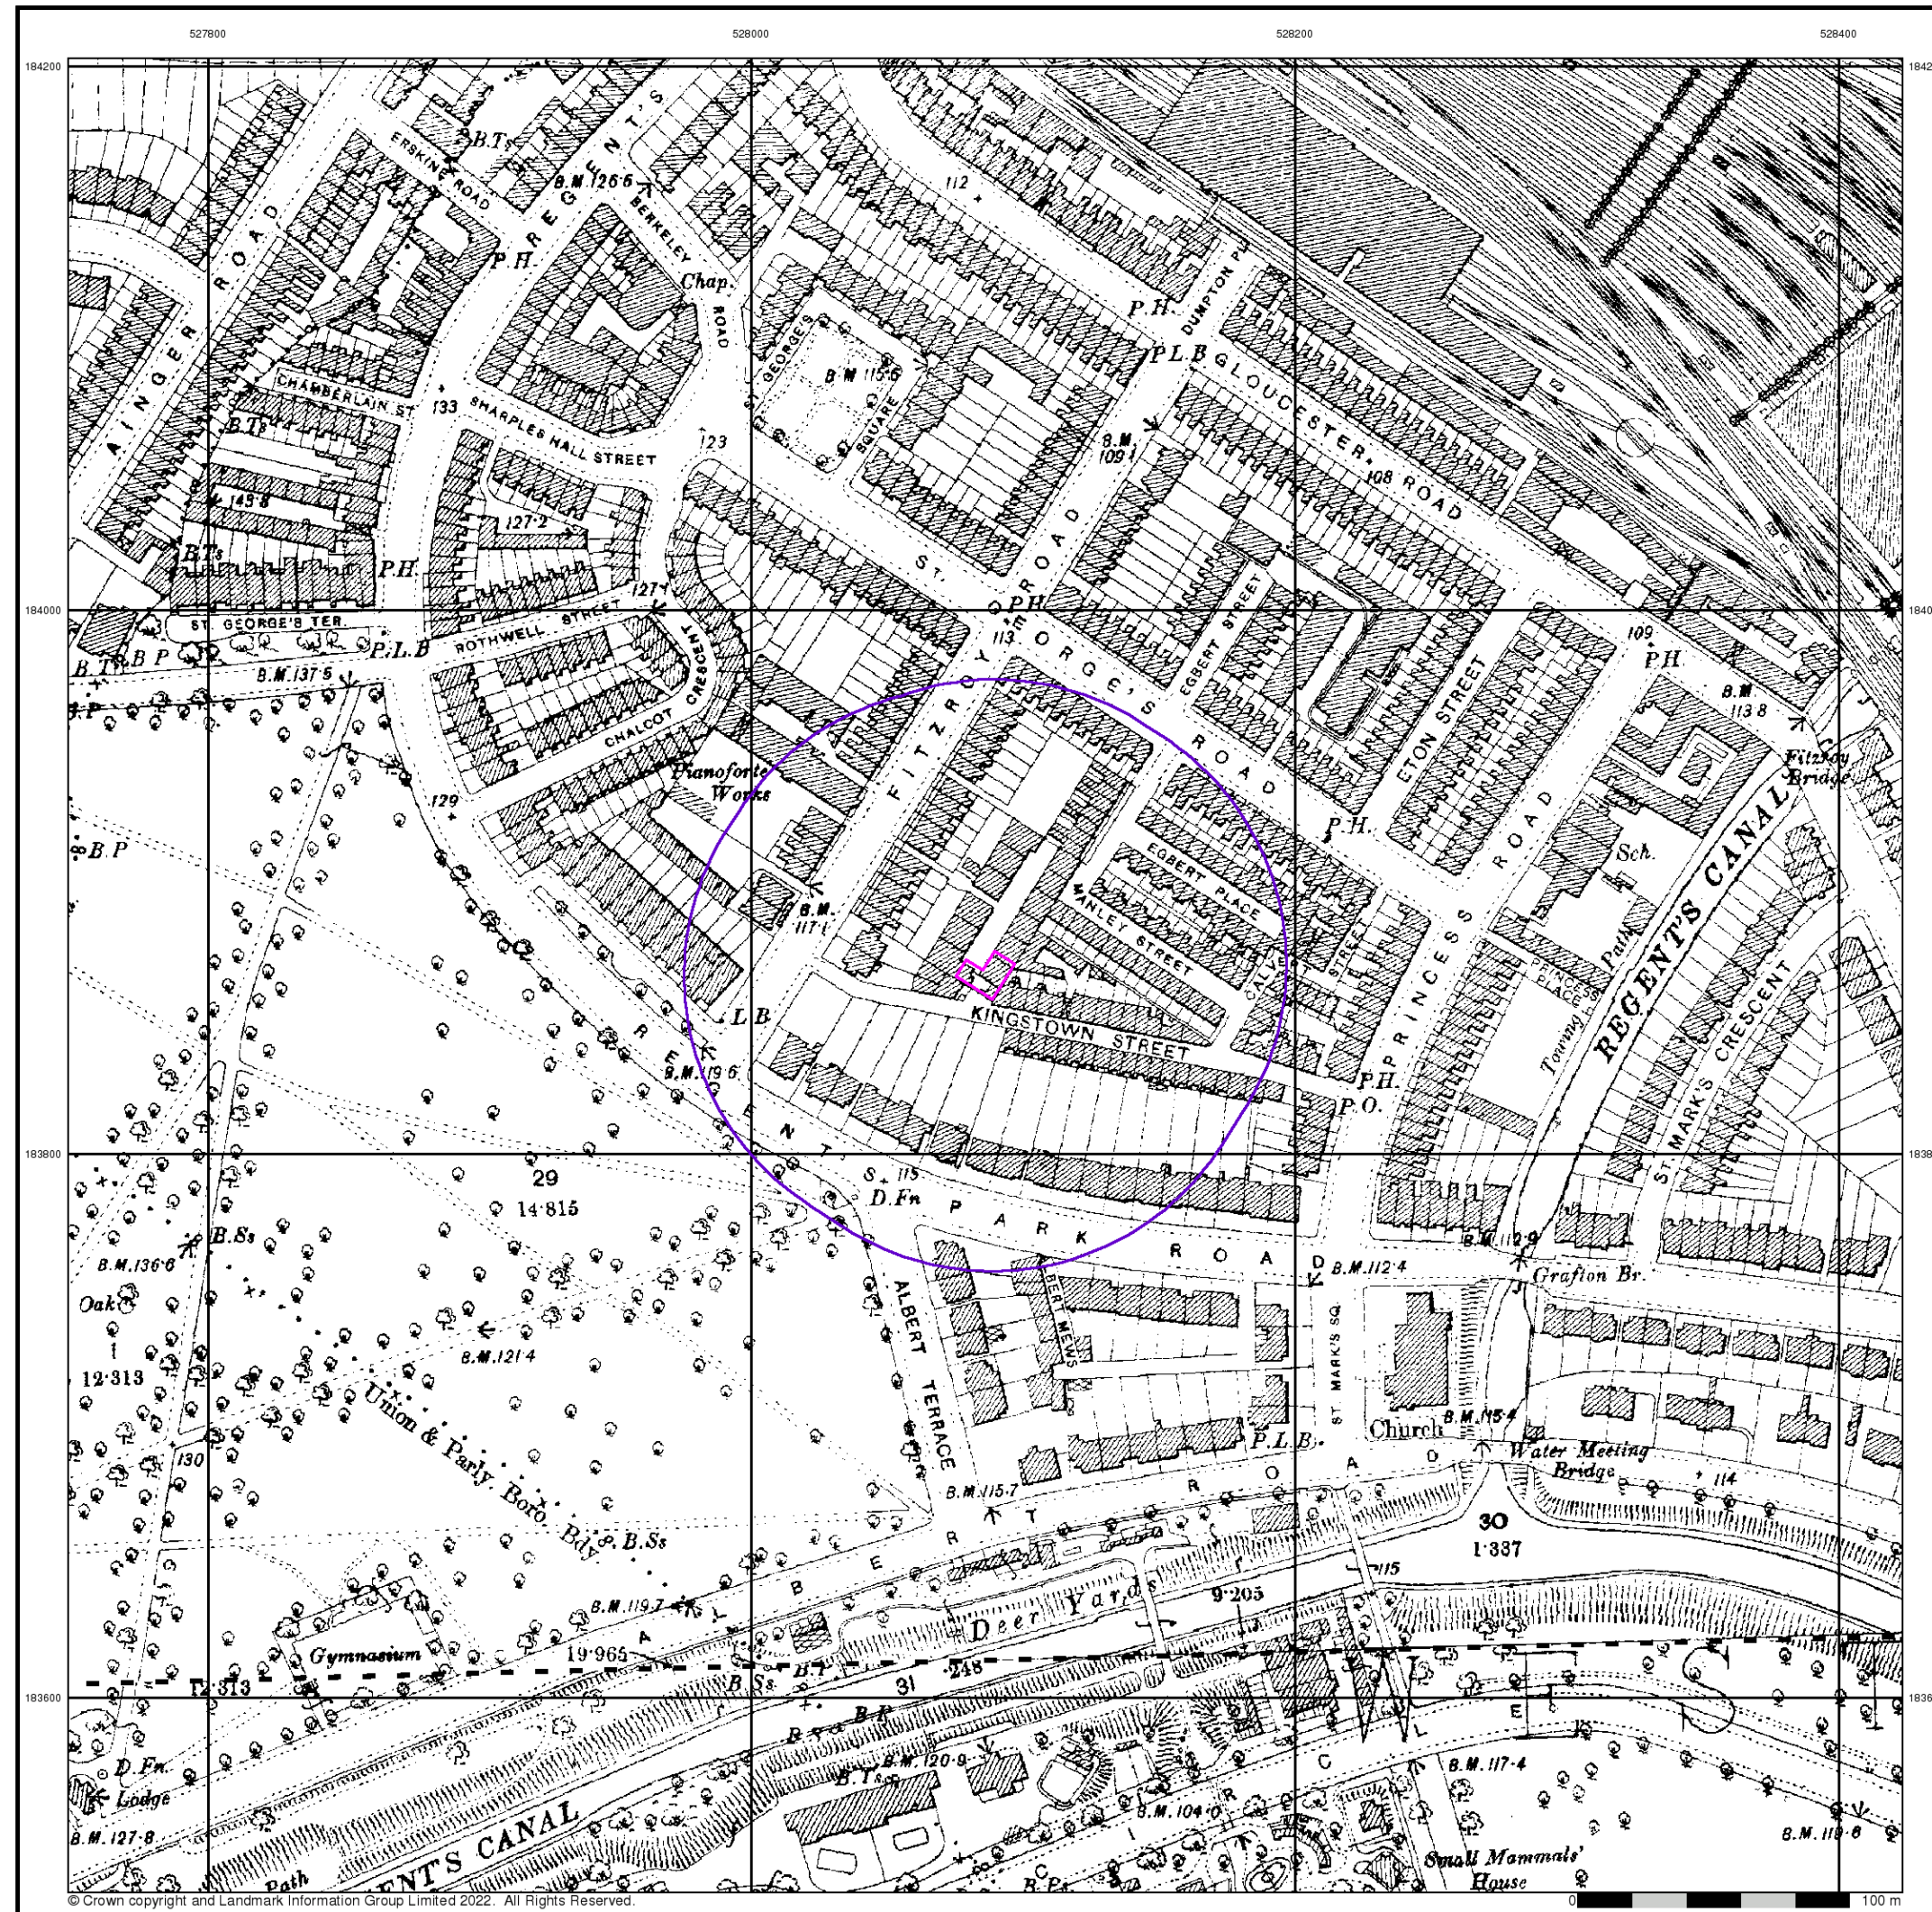 527800
528000
528200
528400
184200
ERSKINE ROAD
B.Ts
REGENT'S
B.M.126·6
BERKELEY
ROAD
112
AINGER ROAD
P.H.
Chap.
ST. GEORGE'S
SQUARE
B M 115·6
P.H.
DUMPTON PL
P.L.B
GLOUCESTER ROAD
CHAMBERLAIN ST
133
SHARPLES HALL STREET
123
B.Ts
B.M.
109·1
108
143·8
127·2
B.Ts
P.H.
127·1
184000
ST. GEORGE'S TER.
P.L.B
ROTHWELL STREET
CRESCENT
CHALCOT
ST. GEORGE'S ROAD
P.H.
113
FITZROY ROAD
EGBERT STREET
ETON STREET
109
P.H.
B.M
113·8
Fitzroy
Bridge
B.T
B P
B.M.137·5
B.P
Pianoforte
Works
129
B.P
P.H.
Sch.
PRINCESS ROAD
EGBERT PLACE
MANLEY STREET
B.M.
117·1
STREET
PRINCESS
PLACE
Towing Path
REGENT'S CANAL
L.B
KINGSTOWN STREET
ST. MARK'S CRESCENT
B.M.119·6
P.H.
P.O.
183800
29
14·815
REGENT'S PARK ROAD
115
D.Fn
B.Ss
B.M.136·6
B.M.112·9
B.M.112·4
Grafton Br.
Oak
1
12·313
B.M.121·4
ALBERT TERRACE
BERT MEWS
ST. MARK'S SQ.
Union & Parly. Boro. Bdy
Church
B.M.115·4
P.L.B.
Water Meeting
Bridge
114
130
B.M.115·7
ALBERT ROAD
30
1·337
B.Ss
115
9·205
Deer Yards
B.M.119·7
Gymnasium
19·965
·248
12·313
B.Ss
31
183600
B.M.120·9
B.M.117·4
D.Fn.
Lodge
B.M.104·0
B.M.127·8
B.M.119·8
Path
ENT'S CANAL
Small Mammals'
House
B.Ps
© Crown copyright and Landmark Information Group Limited 2022. All Rights Reserved.
0
100 m